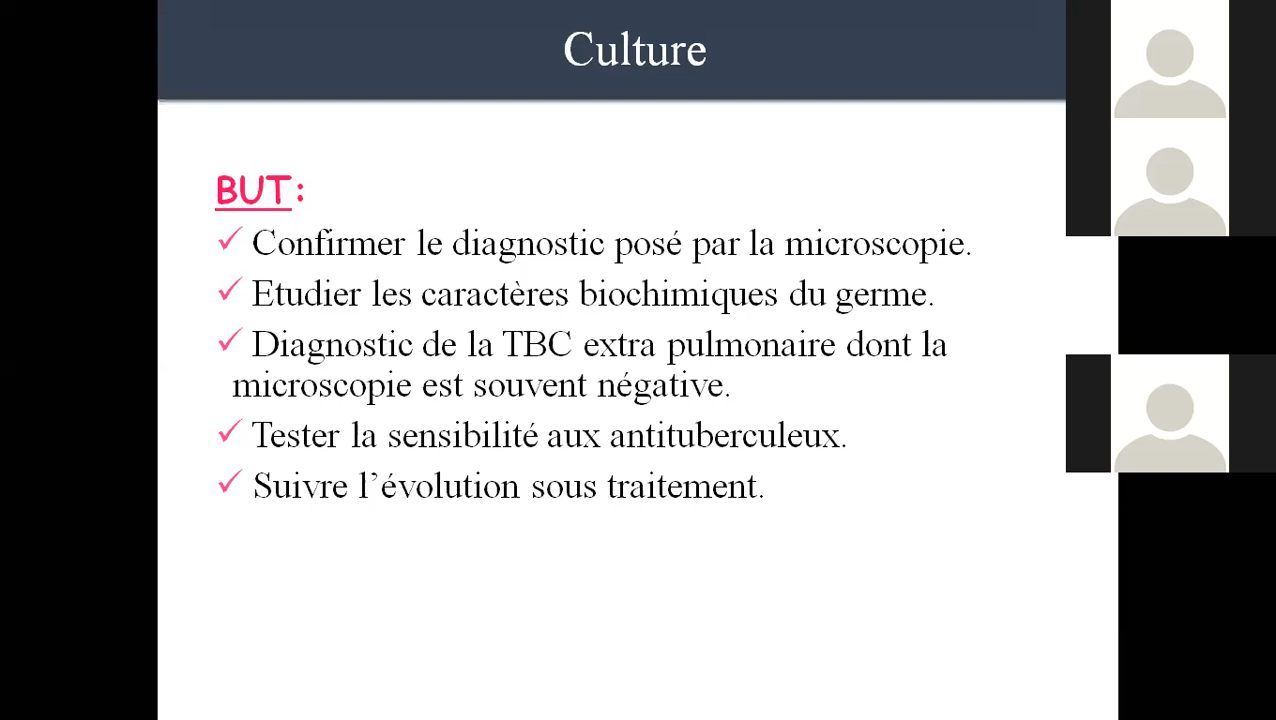 Culture
BUT:
✓ Confirmer le diagnostic posé par la microscopie.
✓ Etudier les caractères biochimiques du germe.
✓ Diagnostic de la TBC extra pulmonaire dont la
microscopie est souvent négative.
✓ Tester la sensibilité aux antituberculeux.
✓ Suivre l’évolution sous traitement.